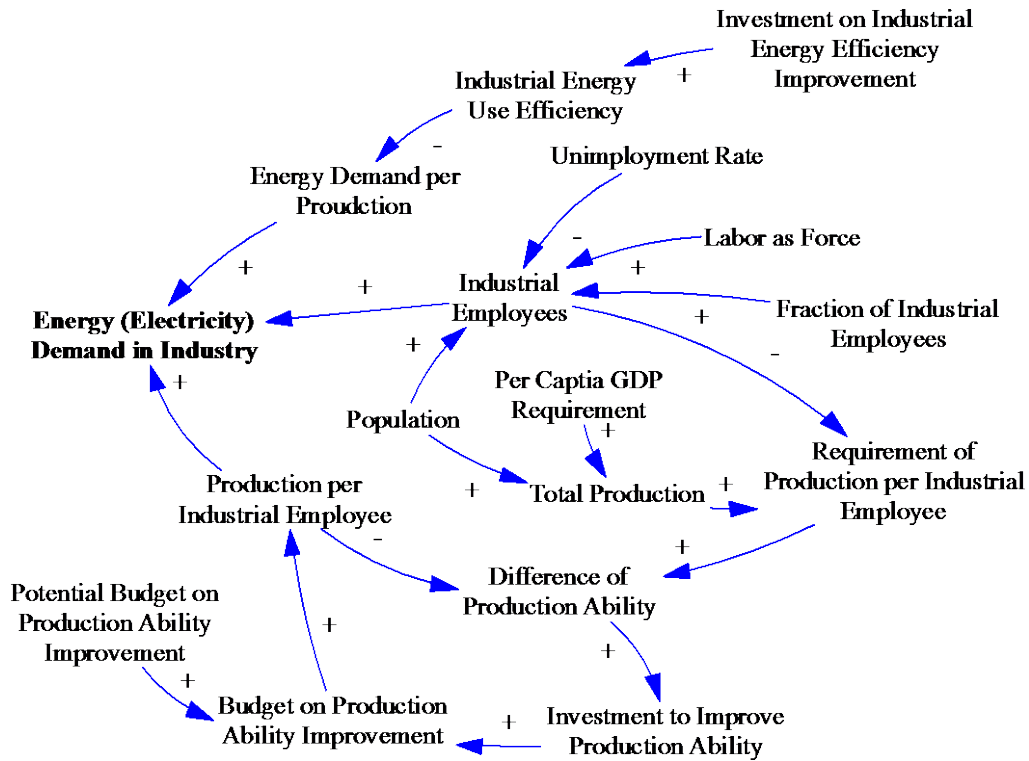 Investment on Industrial
Energy Efficiency
Improvement
+
Industrial Energy
Use Efficiency
-
Unimployment Rate
Energy Demand per
Proudction
-
Labor as Force
+
+
Industrial
Employees
+
Fraction of Industrial
Employees
+
Energy (Electricity)
Demand in Industry
+
-
+
Per Captia GDP
Requirement
+
Population
Requirement of
Production per Industrial
Employee
Production per
Industrial Employee
+
Total Production
+
-
+
Difference of
Production Ability
Potential Budget on
Production Ability
Improvement
+
+
+
Budget on Production
Ability Improvement
+
Investment to Improve
Production Ability